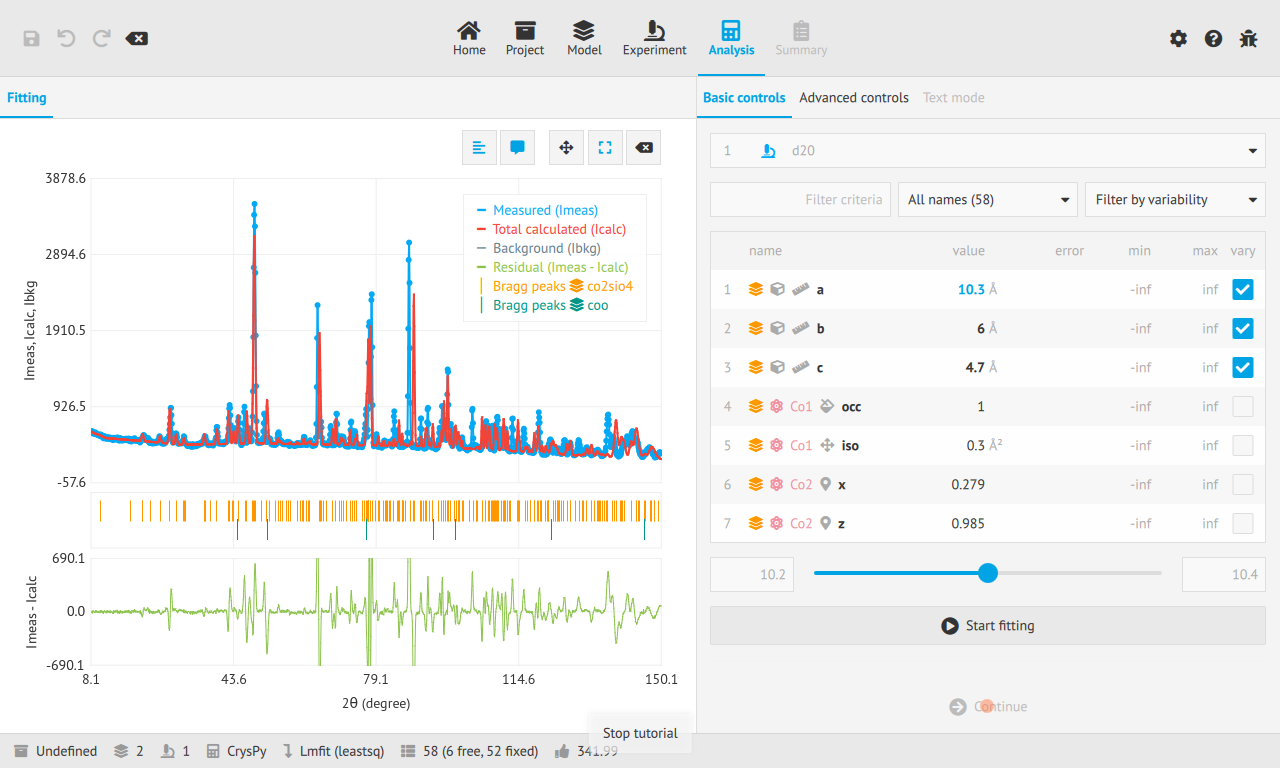 Home
Project
Model
Experiment
Analysis
Summary
Fitting
Basic controls
Advanced controls
Text mode
3878.6
2894.6
1910.5
926.5
-57.6
Imeas, Icalc, Ibkg
Measured (Imeas)
Total calculated (Icalc)
Background (Ibkg)
Residual (Imeas - Icalc)
Bragg peaks co2sio4
Bragg peaks coo
690.1
0.0
-690.1
Imeas - Icalc
8.1 43.6 79.1 114.6 150.1
2θ (degree)
1 d20
Filter criteria
All names (58)
Filter by variability
name value error min max vary
1 a 10.3 Å -inf inf
2 b 6 Å -inf inf
3 c 4.7 Å -inf inf
4 Co1 occ 1 -inf inf
5 Co1 iso 0.3 Å² -inf inf
6 Co2 x 0.279 -inf inf
7 Co2 z 0.985 -inf inf
10.2
10.4
Start fitting
Continue
Stop tutorial
Undefined 2 1 CrysPy Lmfit (leastsq) 58 (6 free, 52 fixed) 341.99